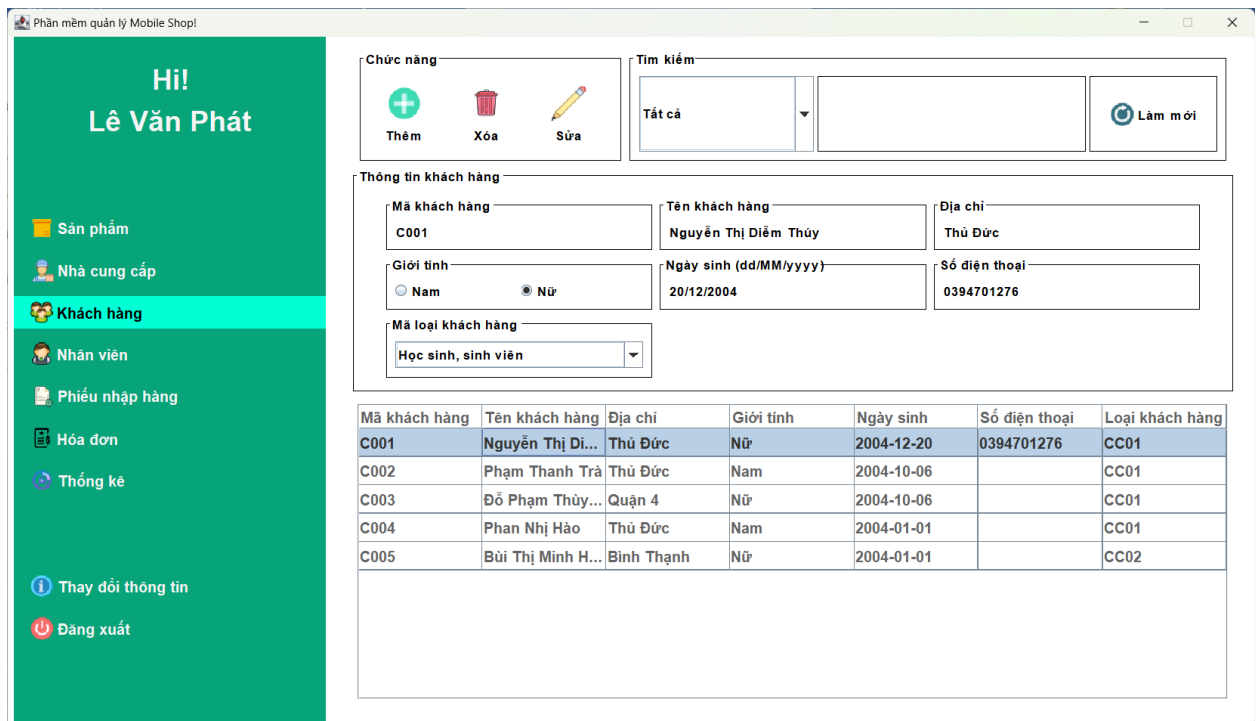 Phần mềm quản lý Mobile Shop!
Hi!
Lê Văn Phát
Sản phẩm
Nhà cung cấp
Khách hàng
Nhân viên
Phiếu nhập hàng
Hóa đơn
Thống kê
Thay đổi thông tin
Đăng xuất
Chức năng
Thêm Xóa Sửa
Tìm kiếm
Tất cả
Làm mới
Thông tin khách hàng
Mã khách hàng Tên khách hàng Địa chỉ
C001 Nguyễn Thị Diễm Thúy Thủ Đức
Giới tính Ngày sinh (dd/MM/yyyy) Số điện thoại
Nam Nữ 20/12/2004 0394701276
Mã loại khách hàng
Học sinh, sinh viên
Mã khách hàng Tên khách hàng Địa chỉ Giới tính Ngày sinh Số điện thoại Loại khách hàng
C001 Nguyễn Thị Di... Thủ Đức Nữ 2004-12-20 0394701276 CC01
C002 Phạm Thanh Trà Thủ Đức Nam 2004-10-06 CC01
C003 Đỗ Phạm Thùy... Quận 4 Nữ 2004-10-06 CC01
C004 Phan Nhị Hào Thủ Đức Nam 2004-01-01 CC01
C005 Bùi Thị Minh H... Bình Thạnh Nữ 2004-01-01 CC02